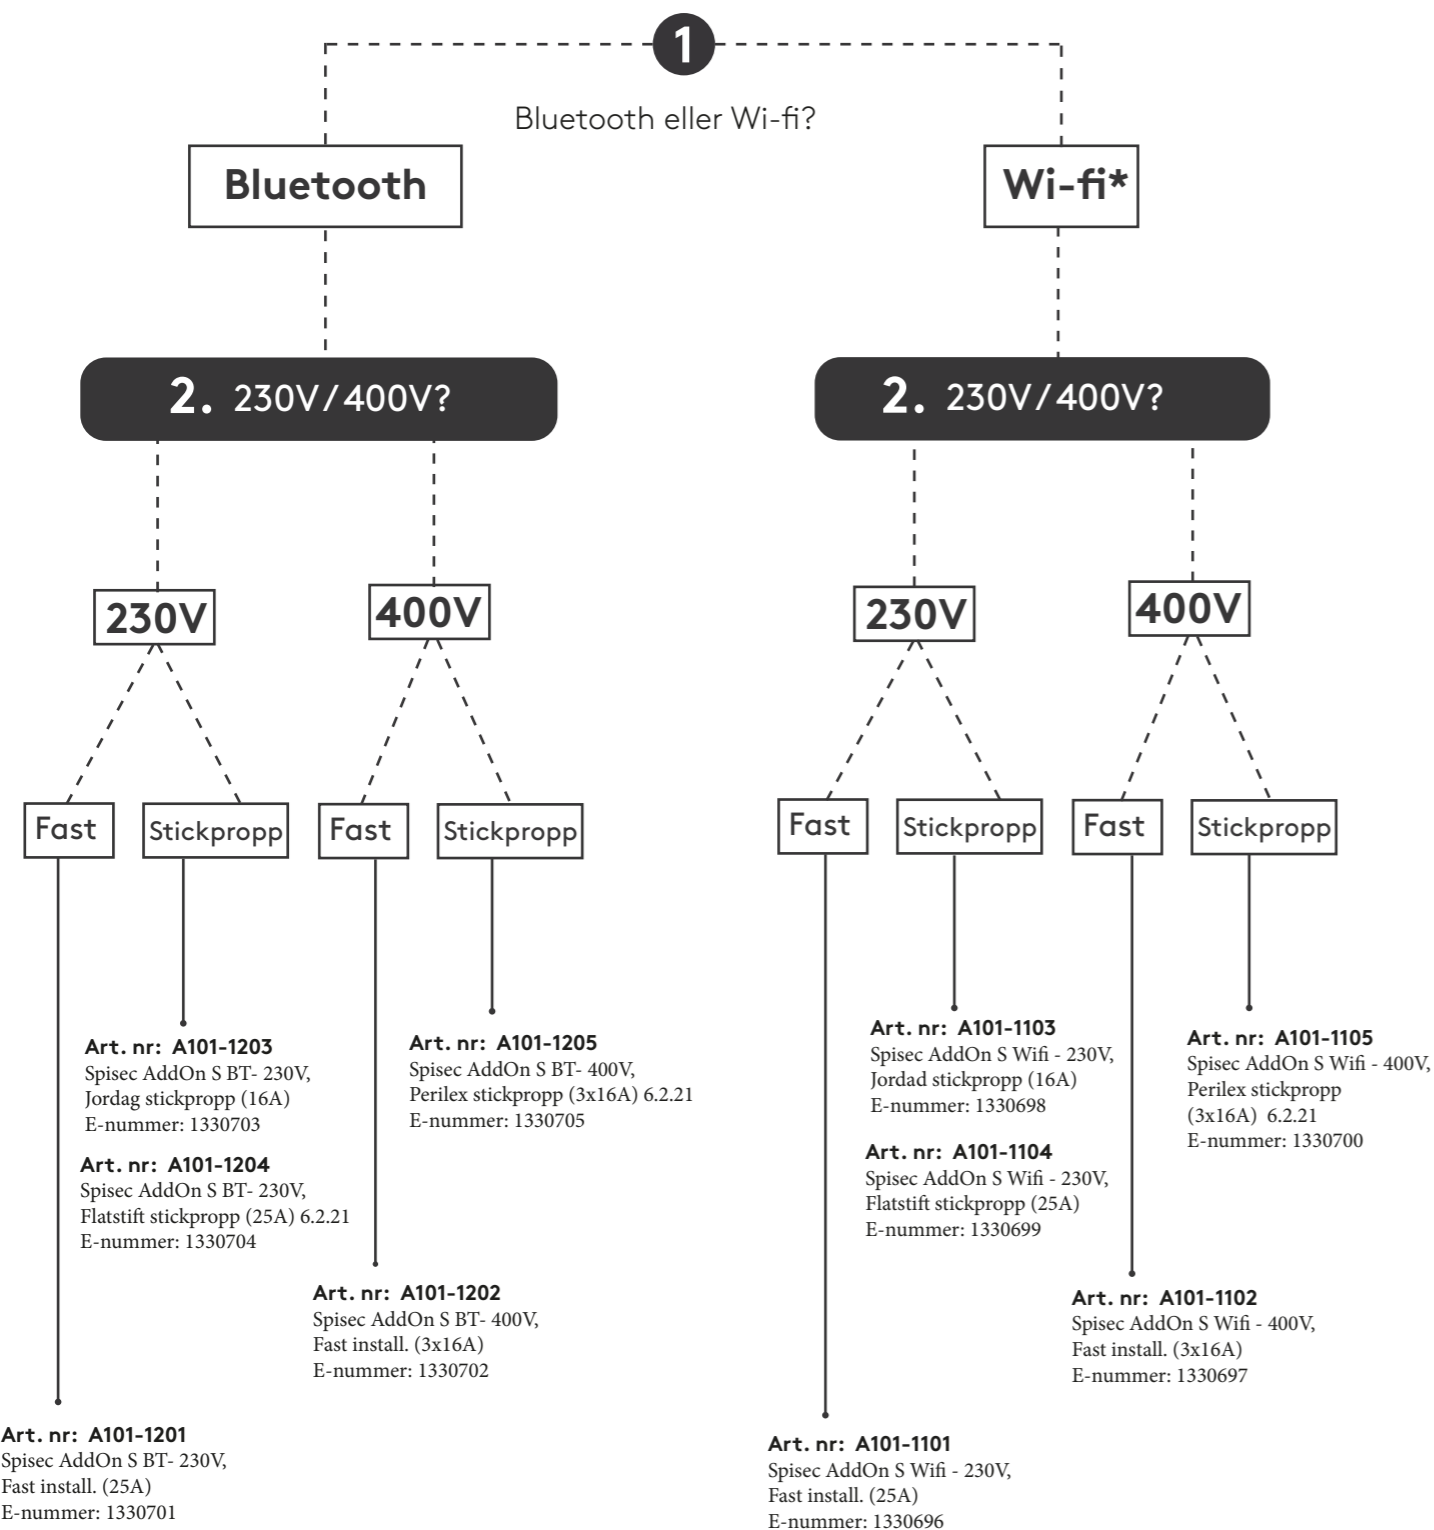 1
Bluetooth eller Wi-fi?
Bluetooth
Wi-fi*
2. 230V/400V?
2. 230V/400V?
230V
400V
230V
400V
Fast
Stickpropp
Fast
Stickpropp
Fast
Stickpropp
Fast
Stickpropp
Art. nr: A101-1203
Spisec AddOn S BT- 230V,
Jordag stickpropp (16A)
E-nummer: 1330703
Art. nr: A101-1204
Spisec AddOn S BT- 230V,
Flatstift stickpropp (25A) 6.2.21
E-nummer: 1330704
Art. nr: A101-1205
Spisec AddOn S BT- 400V,
Perilex stickpropp (3x16A) 6.2.21
E-nummer: 1330705
Art. nr: A101-1202
Spisec AddOn S BT- 400V,
Fast install. (3x16A)
E-nummer: 1330702
Art. nr: A101-1201
Spisec AddOn S BT- 230V,
Fast install. (25A)
E-nummer: 1330701
Art. nr: A101-1103
Spisec AddOn S Wifi - 230V,
Jordad stickpropp (16A)
E-nummer: 1330698
Art. nr: A101-1104
Spisec AddOn S Wifi - 230V,
Flatstift stickpropp (25A)
E-nummer: 1330699
Art. nr: A101-1105
Spisec AddOn S Wifi - 400V,
Perilex stickpropp
(3x16A) 6.2.21
E-nummer: 1330700
Art. nr: A101-1102
Spisec AddOn S Wifi - 400V,
Fast install. (3x16A)
E-nummer: 1330697
Art. nr: A101-1101
Spisec AddOn S Wifi - 230V,
Fast install. (25A)
E-nummer: 1330696